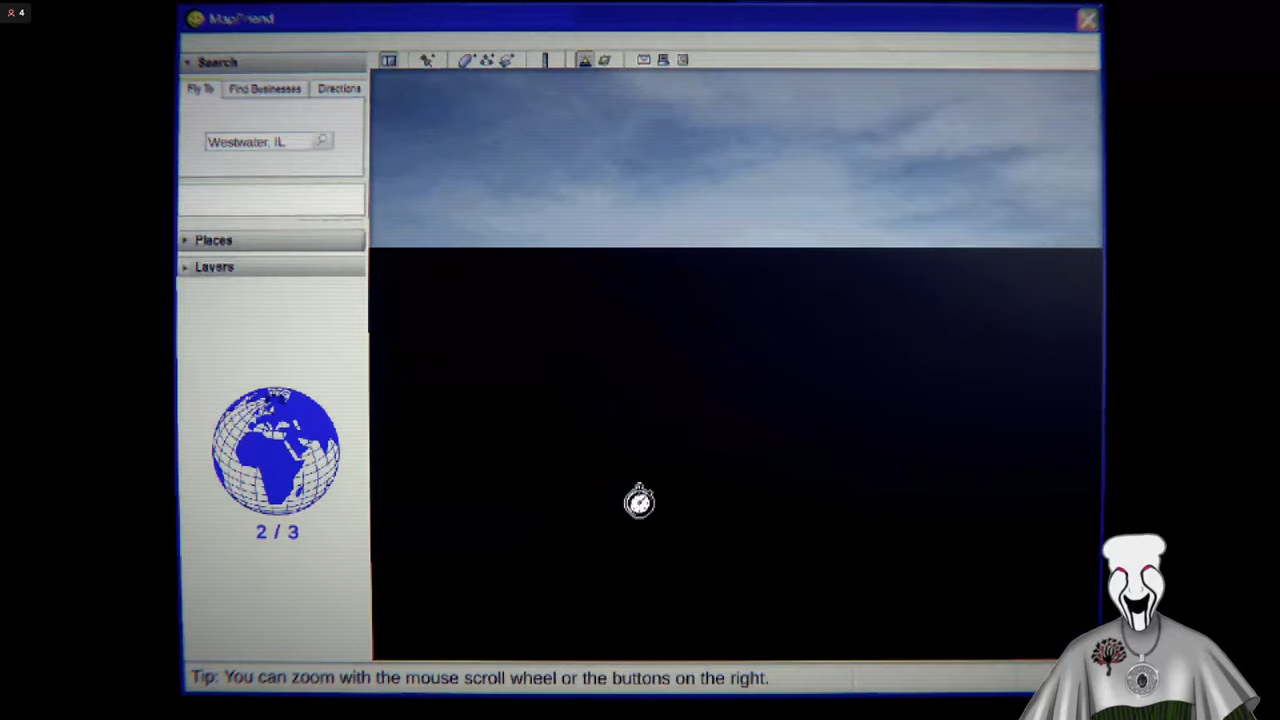 4
MapFriend
Search
Fly To Find Businesses Directions
Westwater, IL
Places
Layers
2 / 3
Tip: You can zoom with the mouse scroll wheel or the buttons on the right.